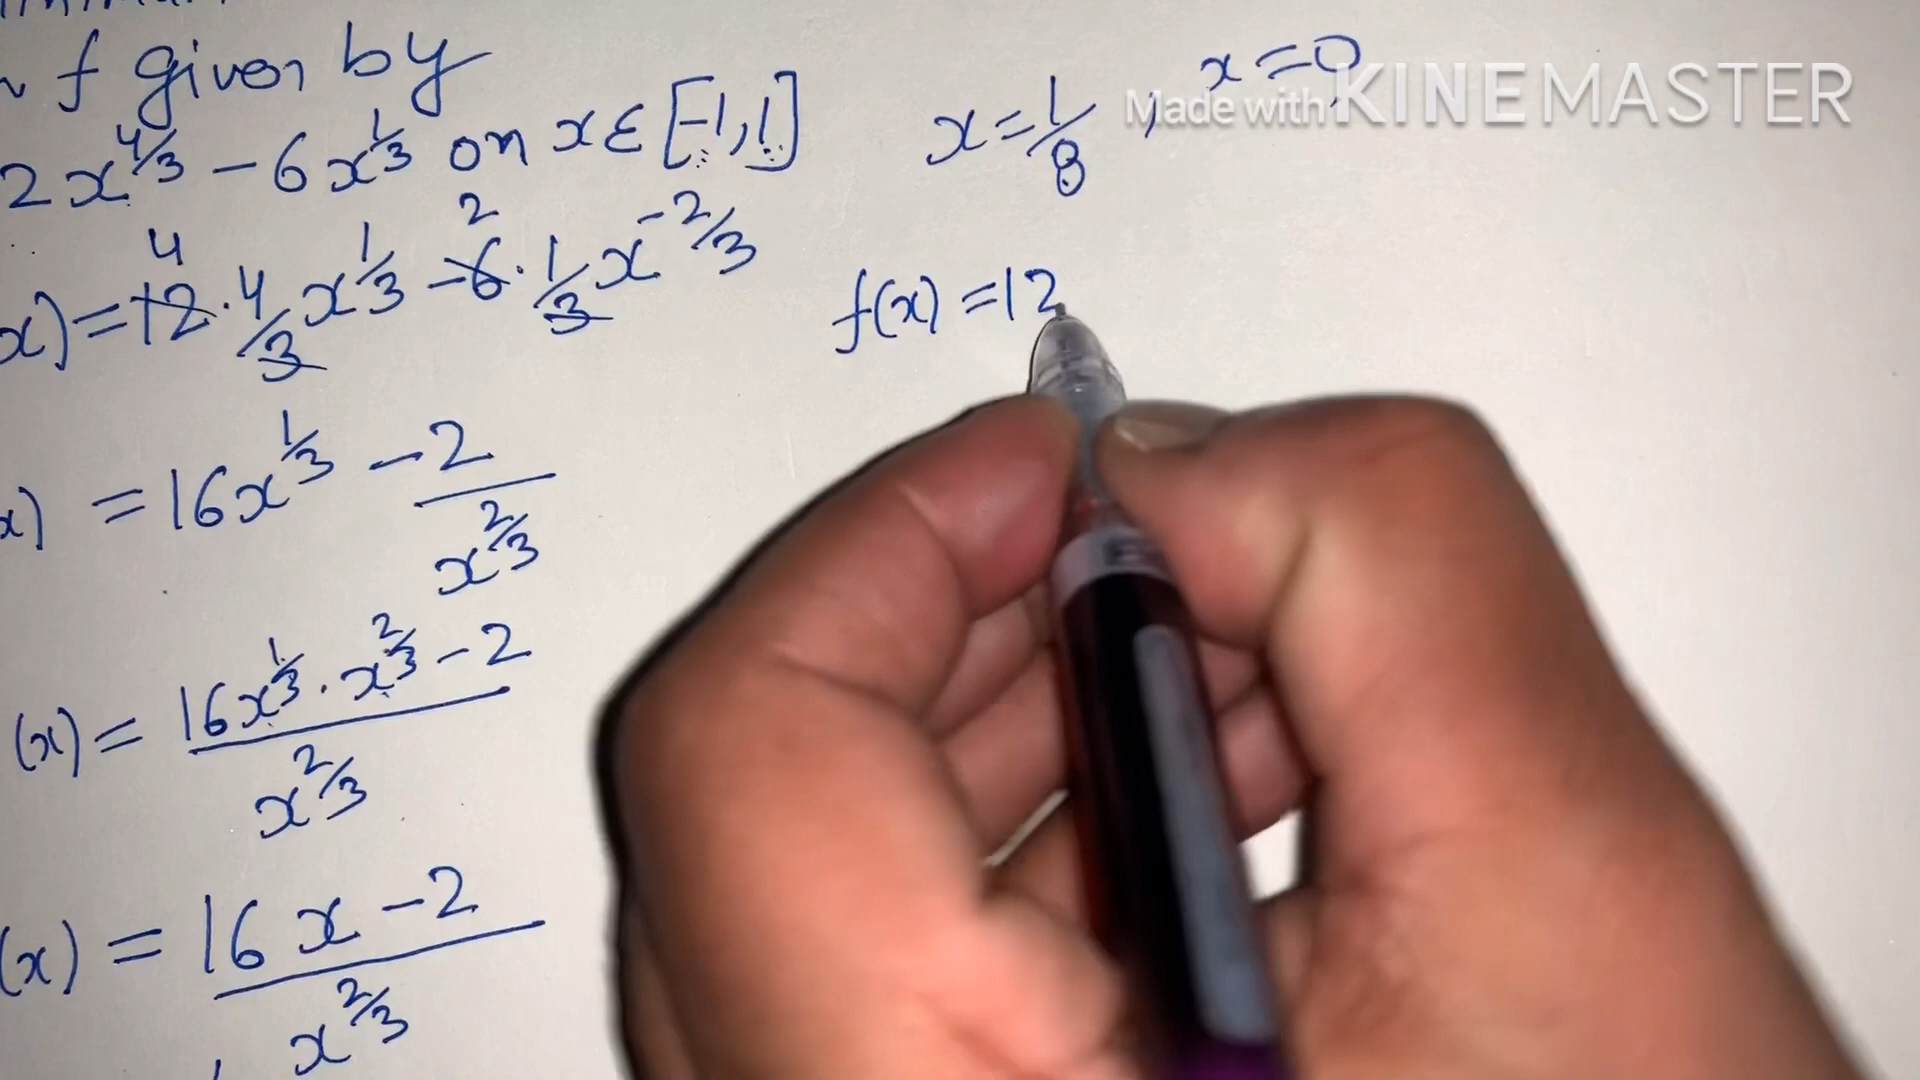 f given by
2x^4/3 - 6x^1/3 on x ε [-1, 1]
x) = 12 · 4/3 x^1/3 - 6 · 1/3 x^-2/3
4
2
x) = 16x^1/3 - 2/x^2/3
(x) = 16x^1/3 · x^2/3 - 2 / x^2/3
(x) = 16x - 2 / x^2/3
x = 1/8 , x = 0
f(x) = 12
Made with KINEMASTER